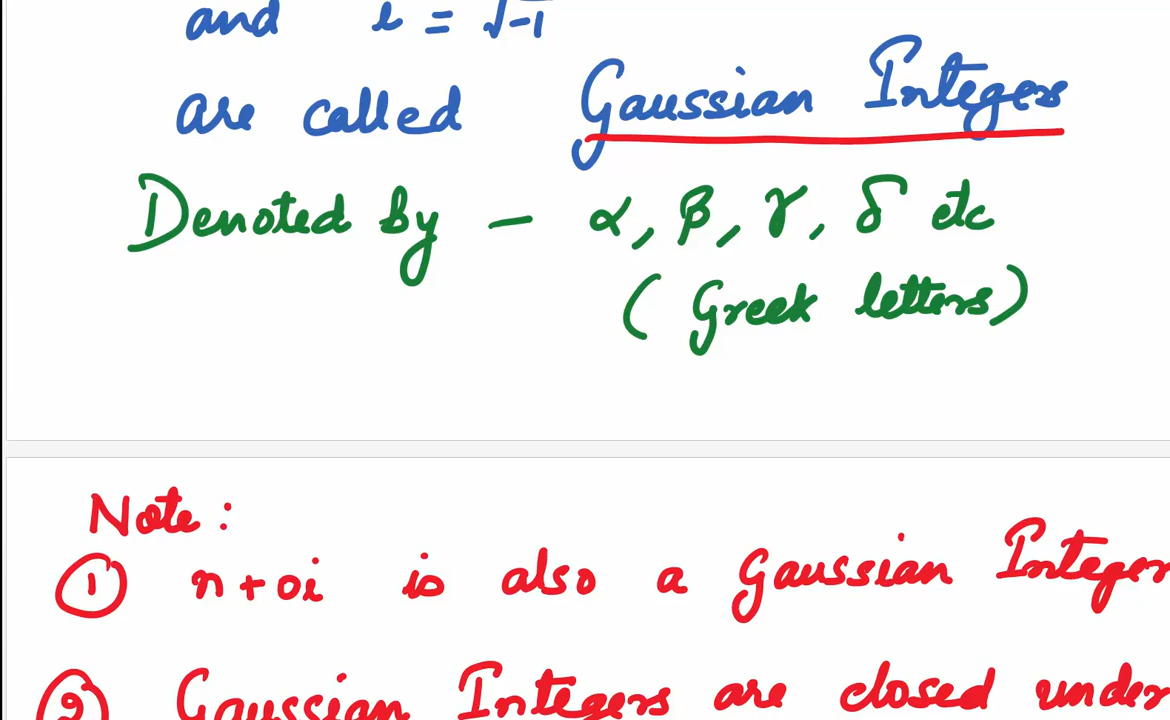 and i = √-1
are called Gaussian Integers
Denoted by - α, β, γ, δ etc
(Greek letters)
Note:
① n+0i is also a Gaussian Integer
② Gaussian Integers are closed under